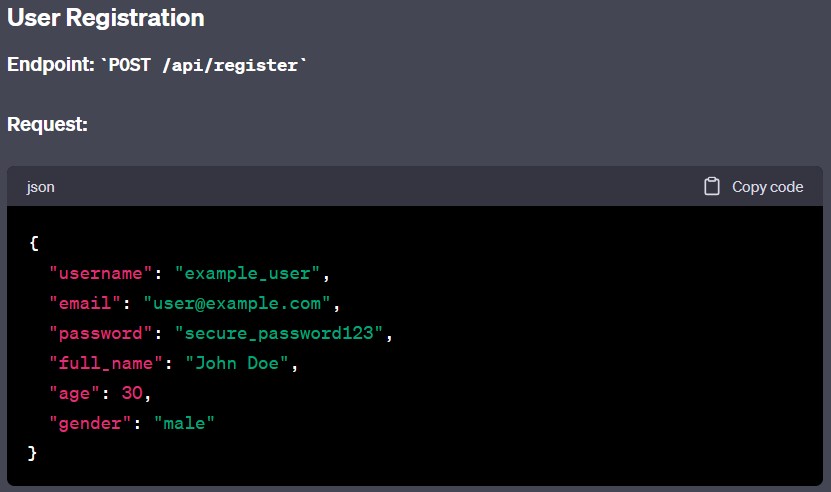 User Registration
Endpoint: `POST /api/register`
Request:
json Copy code
{
"username": "example_user",
"email": "user@example.com",
"password": "secure_password123",
"full_name": "John Doe",
"age": 30,
"gender": "male"
}